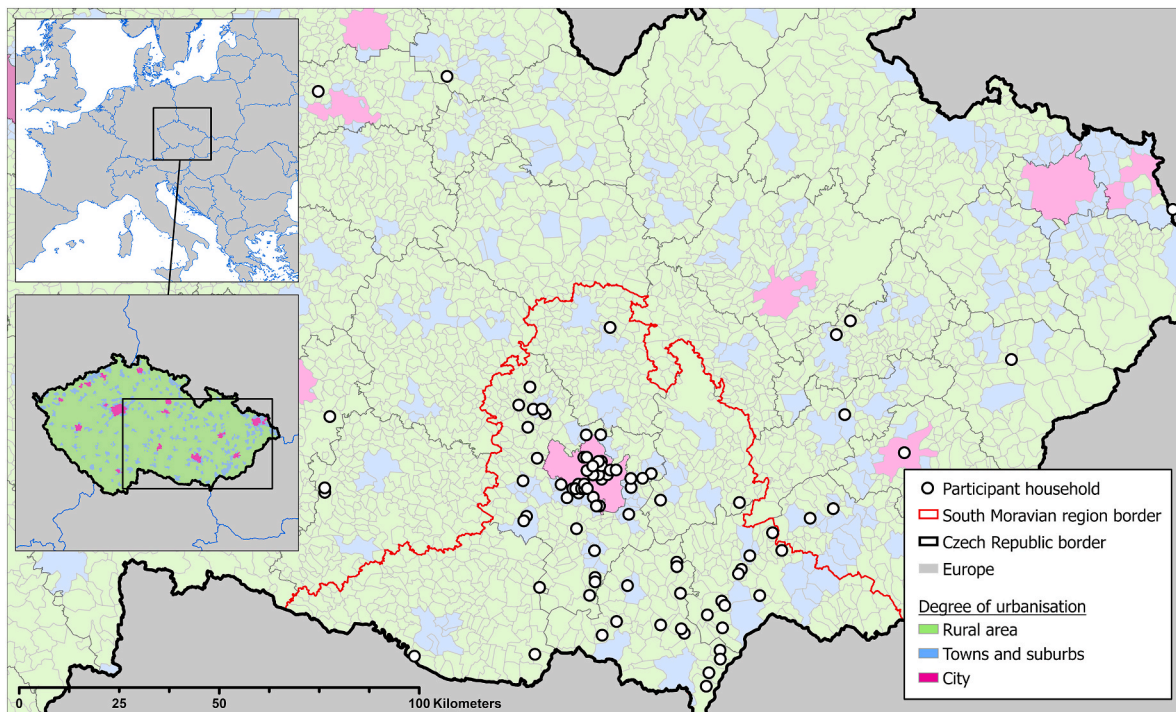 Participant household
South Moravian region border
Czech Republic border
Europe
Degree of urbanisation
Rural area
Towns and suburbs
City
0 25 50 100 Kilometers